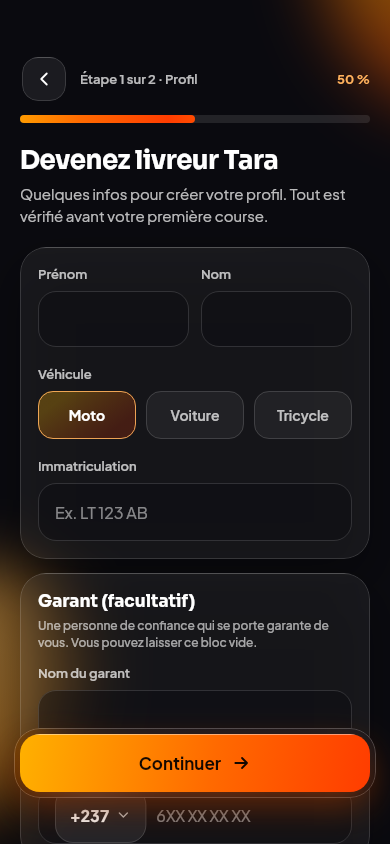 Étape 1 sur 2 · Profil
50 %
Devenez livreur Tara
Quelques infos pour créer votre profil. Tout est
vérifié avant votre première course.
Prénom
Nom
Véhicule
Moto
Voiture
Tricycle
Immatriculation
Ex. LT 123 AB
Garant (facultatif)
Une personne de confiance qui se porte garante de
vous. Vous pouvez laisser ce bloc vide.
Nom du garant
Continuer →
+237
6XX XX XX XX